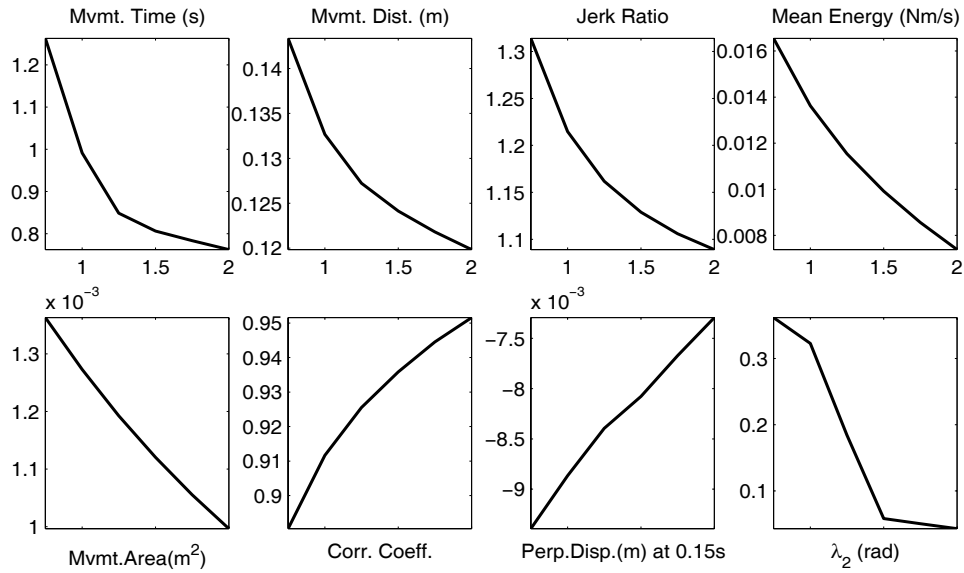 Mvmt. Time (s)
1.2
1.1
1
0.9
0.8
1 1.5 2
Mvmt. Dist. (m)
0.14
0.135
0.13
0.125
0.12
1 1.5 2
Jerk Ratio
1.3
1.25
1.2
1.15
1.1
1 1.5 2
Mean Energy (Nm/s)
0.016
0.014
0.012
0.01
0.008
1 1.5 2
x 10⁻³
1.3
1.2
1.1
1
Mvmt.Area(m²)
0.95
0.94
0.93
0.92
0.91
0.9
Corr. Coeff.
x 10⁻³
−7.5
−8
−8.5
−9
Perp.Disp.(m) at 0.15s
0.3
0.2
0.1
λ₂ (rad)